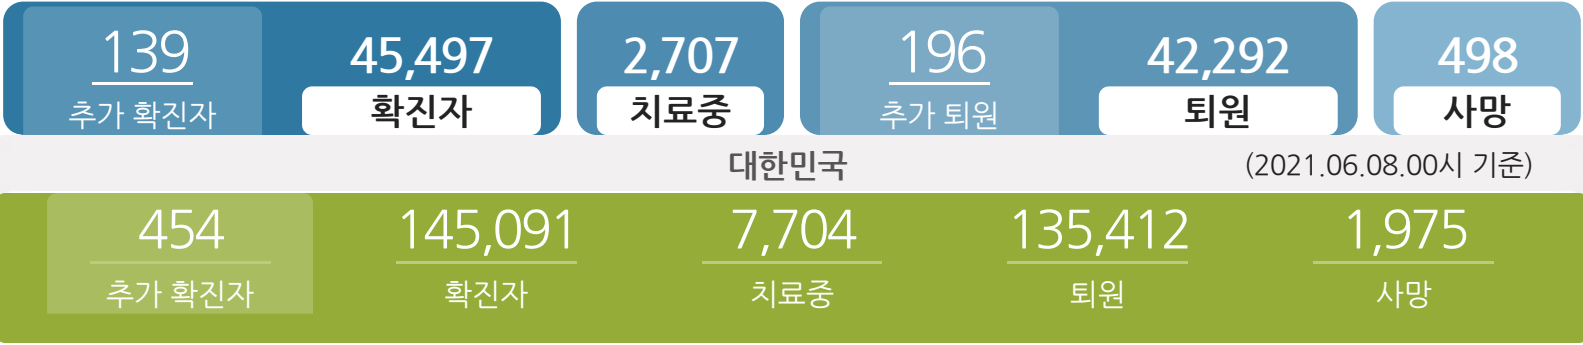 139 45,497 2,707 196 42,292 498
추가 확진자 확진자 치료중 추가 퇴원 퇴원 사망
대한민국 (2021.06.08.00시 기준)
454 145,091 7,704 135,412 1,975
추가 확진자 확진자 치료중 퇴원 사망